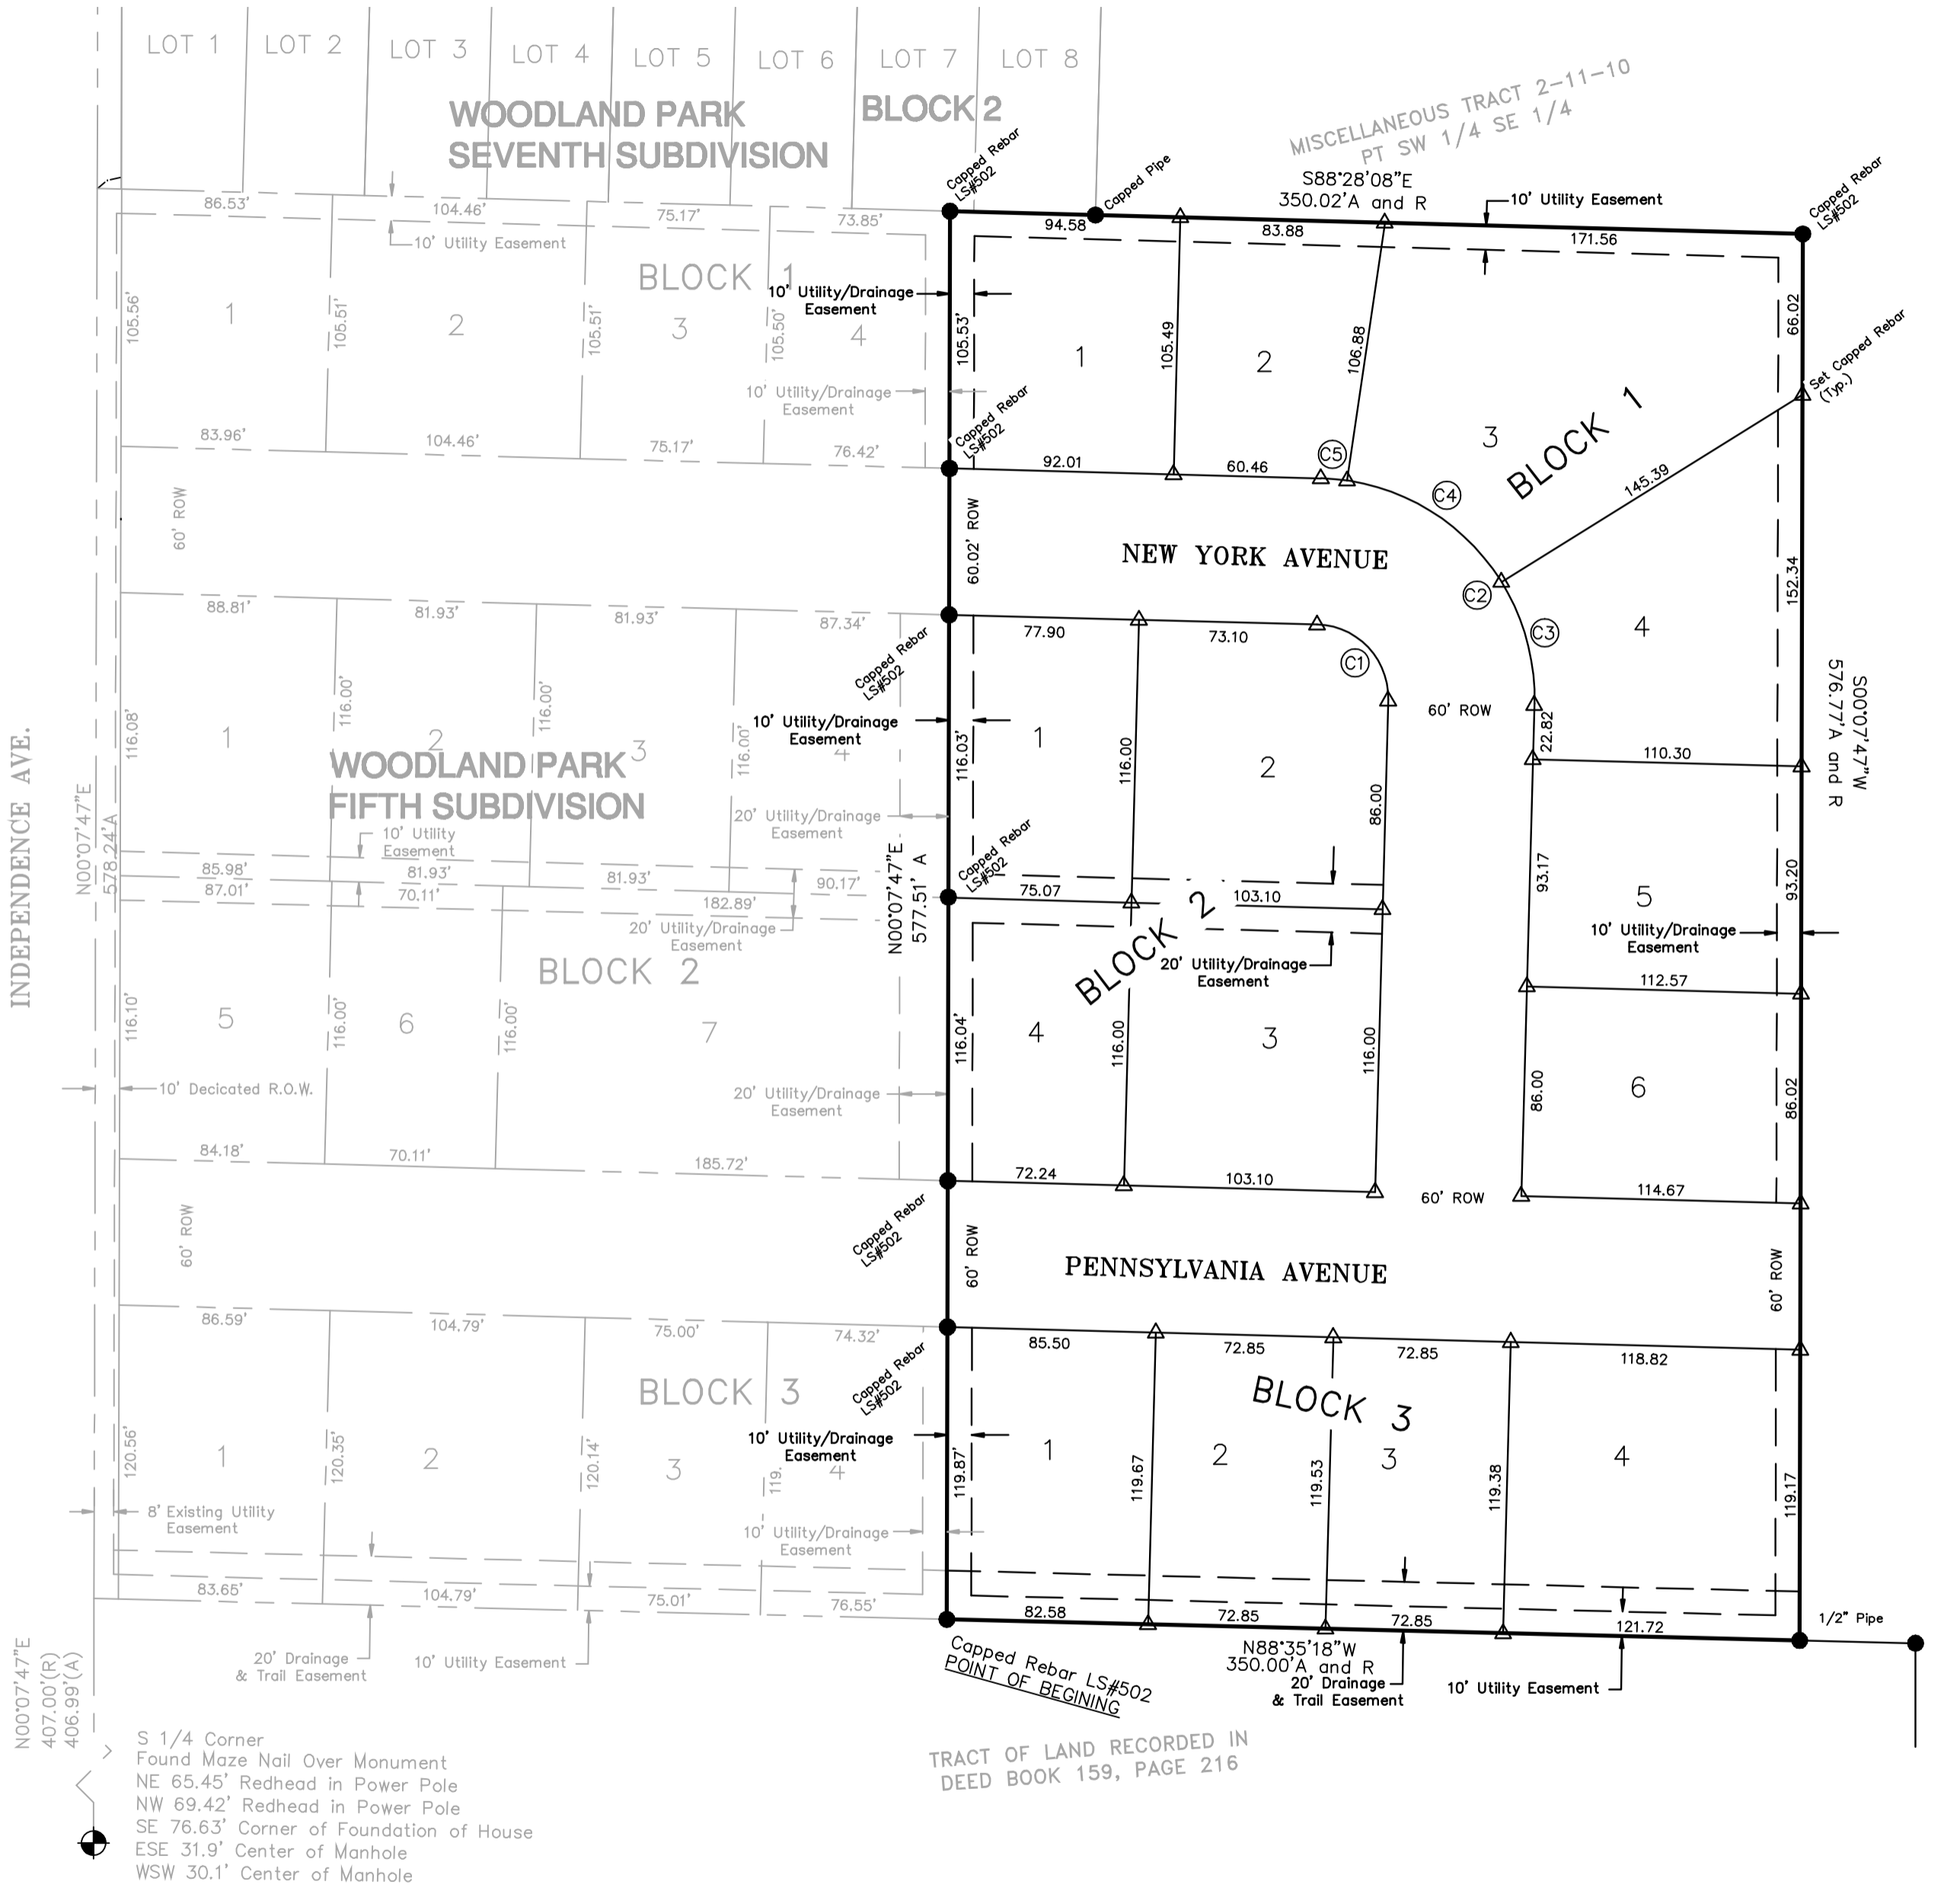 LOT 1
LOT 2
LOT 3
LOT 4
LOT 5
LOT 6
LOT 7
LOT 8
WOODLAND PARK
SEVENTH SUBDIVISION
BLOCK 2
MISCELLANEOUS TRACT 2-11-10
PT SW 1/4 SE 1/4
Capped Rebar
LS#502
Capped Pipe
S88°28'08"E
350.02'A and R
10' Utility Easement
Capped Rebar
LS#502
86.53'
104.46'
75.17'
73.85'
94.58
83.88
171.56
10' Utility Easement
BLOCK 1
10' Utility/Drainage
Easement
105.56'
1
105.51'
2
105.51'
3
105.50'
4
105.53'
1
105.49
2
106.88
3
BLOCK 1
66.02
Set Capped Rebar
(Typ.)
10' Utility/Drainage
Easement
Capped Rebar
LS#502
83.96'
104.46'
75.17'
76.42'
92.01
60.46
C5
C4
145.39
60' ROW
60.02' ROW
NEW YORK AVENUE
C2
C3
152.34
4
88.81'
81.93'
81.93'
87.34'
77.90
73.10
C1
Capped Rebar
LS#502
60' ROW
S00°0'7'47"W
576.77'A and R
22.82
110.30
INDEPENDENCE AVE.
N00°07'47"E
578.24'A
116.08'
1
116.00'
2
116.00'
3
116.00'
4
10' Utility/Drainage
Easement
116.03'
1
116.00
2
86.00
WOODLAND PARK
FIFTH SUBDIVISION
10' Utility
Easement
20' Utility/Drainage
Easement
N00°07'47"E
577.51' A
Capped Rebar
LS#502
85.98'
81.93'
81.93'
90.17'
87.01'
70.11'
182.89'
75.07
103.10
20' Utility/Drainage
Easement
BLOCK 2
20' Utility/Drainage
Easement
93.17
5
93.20
10' Utility/Drainage
Easement
112.57
BLOCK 2
116.10'
5
116.00'
6
116.00'
7
116.04'
4
116.00
3
116.00
86.00
6
86.02
10' Decicated R.O.W.
20' Utility/Drainage
Easement
84.18'
70.11'
185.72'
72.24
103.10
60' ROW
114.67
Capped Rebar
LS#502
60' ROW
60' ROW
PENNSYLVANIA AVENUE
60' ROW
86.59'
104.79'
75.00'
74.32'
85.50
72.85
72.85
118.82
Capped Rebar
LS#502
BLOCK 3
BLOCK 3
10' Utility/Drainage
Easement
120.56'
1
120.35'
2
120.14'
3
119.
4
119.87'
1
119.67
2
119.53
3
119.38
4
119.17
8' Existing Utility
Easement
10' Utility/Drainage
Easement
83.65'
104.79'
75.01'
76.55'
82.58
72.85
72.85
121.72
1/2" Pipe
N88°35'18"W
350.00'A and R
20' Drainage
& Trail Easement
10' Utility Easement
Capped Rebar LS#502
POINT OF BEGINING
20' Drainage
& Trail Easement
10' Utility Easement
N00°07'47"E
407.00'(R)
406.99'(A)
TRACT OF LAND RECORDED IN
DEED BOOK 159, PAGE 216
S 1/4 Corner
Found Maze Nail Over Monument
NE 65.45' Redhead in Power Pole
NW 69.42' Redhead in Power Pole
SE 76.63' Corner of Foundation of House
ESE 31.9' Center of Manhole
WSW 30.1' Center of Manhole